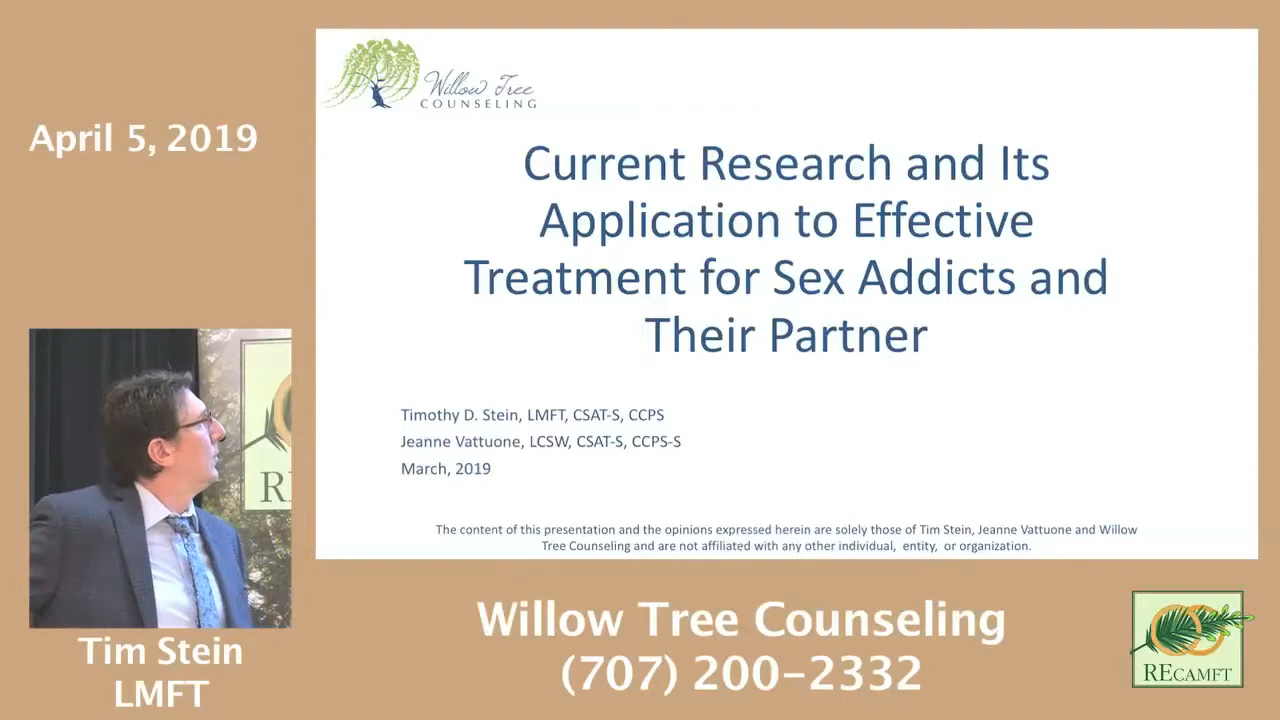 April 5, 2019
Willow Tree
COUNSELING
Current Research and Its
Application to Effective
Treatment for Sex Addicts and
Their Partner
Timothy D. Stein, LMFT, CSAT-S, CCPS
Jeanne Vattuone, LCSW, CSAT-S, CCPS-S
March, 2019
The content of this presentation and the opinions expressed herein are solely those of Tim Stein, Jeanne Vattuone and Willow
Tree Counseling and are not affiliated with any other individual, entity, or organization.
RE
Tim Stein
LMFT
Willow Tree Counseling
(707) 200-2332
RECAMFT